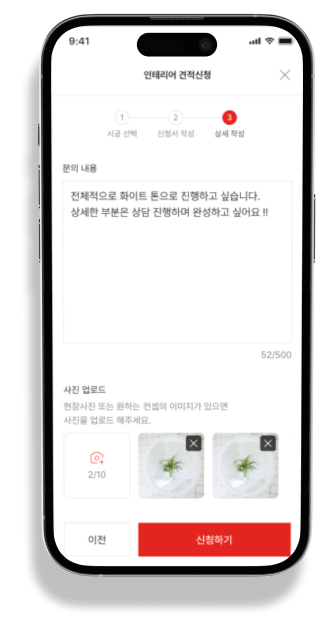 9:41
인테리어 견적신청
1 2 3
시공 선택 신청서 작성 상세 작성
문의 내용
전체적으로 화이트 톤으로 진행하고 싶습니다.
상세한 부분은 상담 진행하며 완성하고 싶어요 !!
52/500
사진 업로드
현장사진 또는 원하는 컨셉의 이미지가 있으면
사진을 업로드 해주세요.
2/10
이전 신청하기